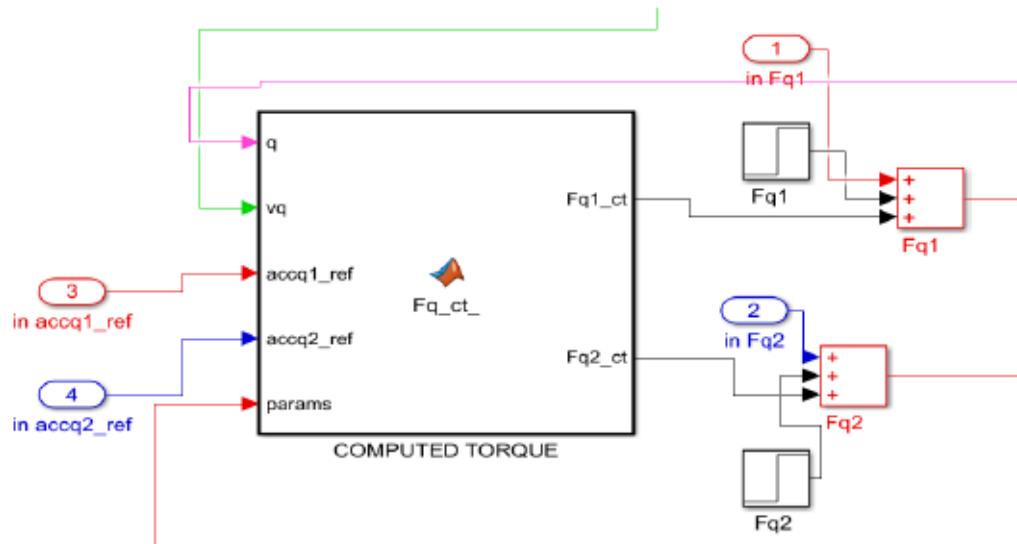 1
in Fq1
q
Fq1
+
+
+
Fq1
vq
Fq1_ct
3
in accq1_ref
accq1_ref
Fq_ct_
2
in Fq2
4
in accq2_ref
accq2_ref
Fq2_ct
+
+
+
Fq2
params
COMPUTED TORQUE
Fq2